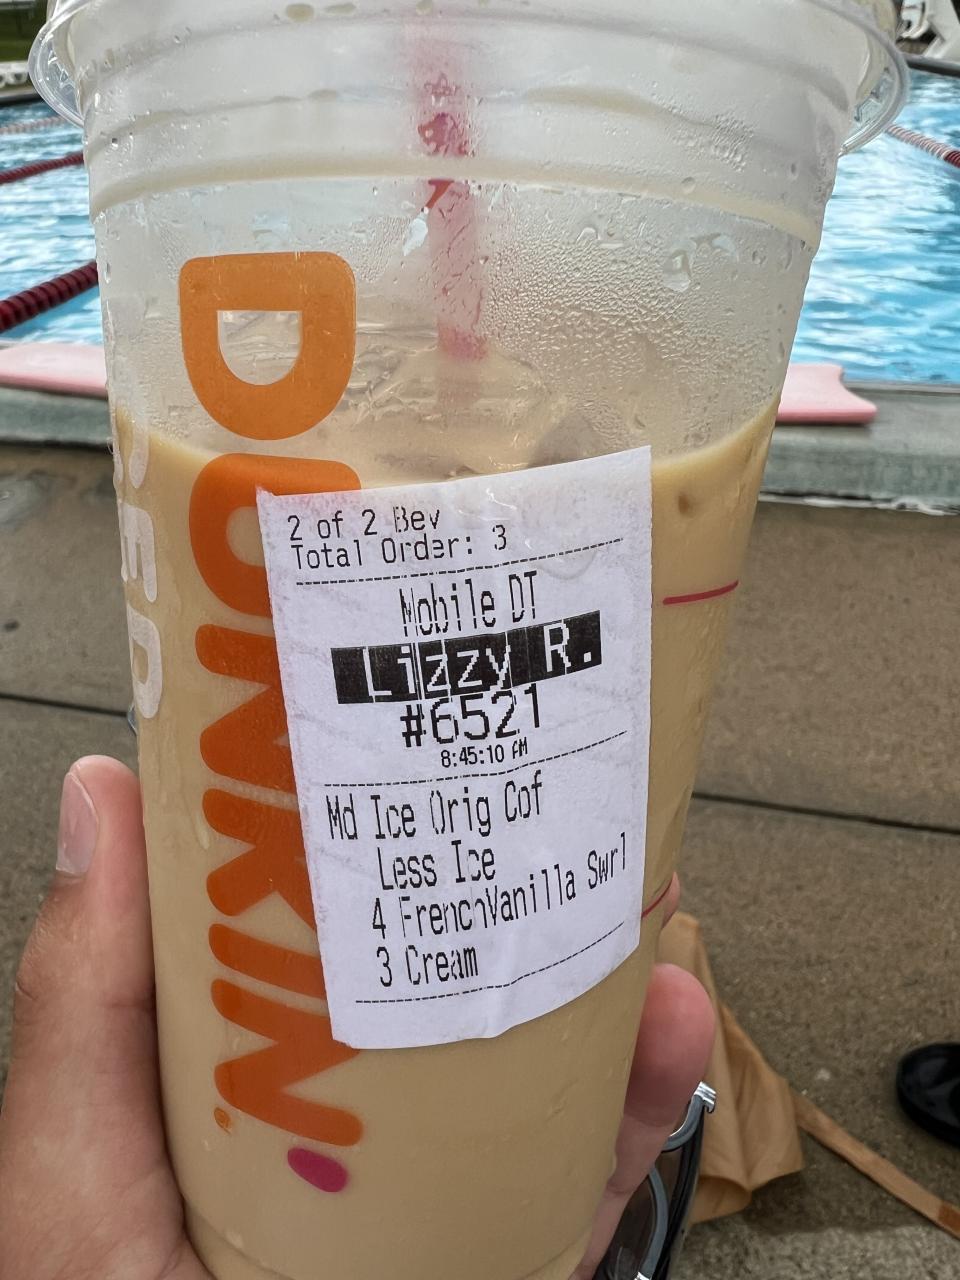 DUNKIN'
2 of 2 Bev
Total Order: 3
Mobile DT
Lizzy R.
#6521
8:45:10 AM
Md Ice Orig Cof
Less Ice
4 FrenchVanilla Swrl
3 Cream